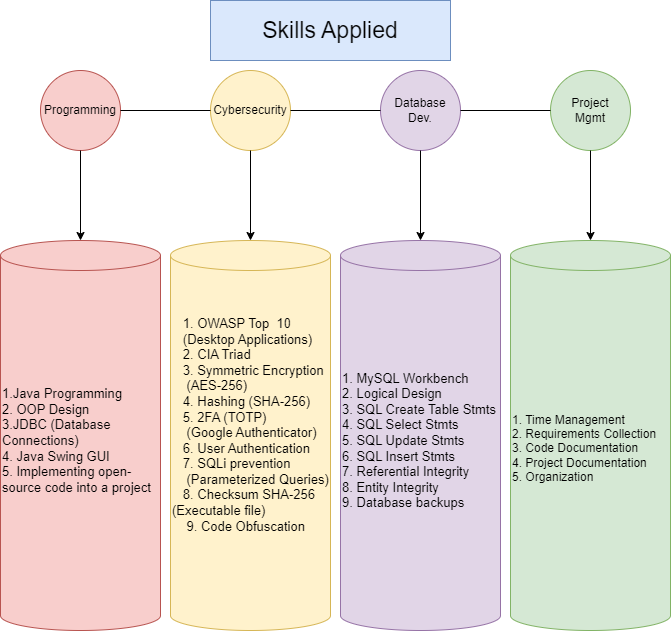 Skills Applied
Programming
Cybersecurity
Database
Dev.
Project
Mgmt
1.Java Programming
2. OOP Design
3.JDBC (Database
Connections)
4. Java Swing GUI
5. Implementing open-
source code into a project
1. OWASP Top 10
(Desktop Applications)
2. CIA Triad
3. Symmetric Encryption
(AES-256)
4. Hashing (SHA-256)
5. 2FA (TOTP)
(Google Authenticator)
6. User Authentication
7. SQLi prevention
(Parameterized Queries)
8. Checksum SHA-256
(Executable file)
9. Code Obfuscation
1. MySQL Workbench
2. Logical Design
3. SQL Create Table Stmts
4. SQL Select Stmts
5. SQL Update Stmts
6. SQL Insert Stmts
7. Referential Integrity
8. Entity Integrity
9. Database backups
1. Time Management
2. Requirements Collection
3. Code Documentation
4. Project Documentation
5. Organization